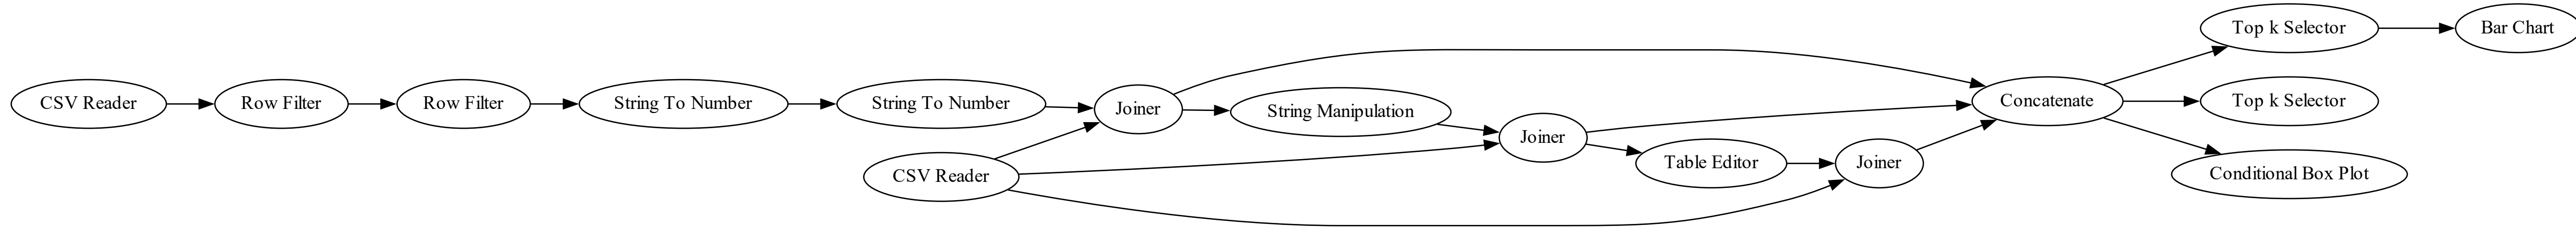 CSV Reader
Row Filter
Row Filter
String To Number
String To Number
CSV Reader
Joiner
String Manipulation
Joiner
Table Editor
Joiner
Concatenate
Top k Selector
Bar Chart
Top k Selector
Conditional Box Plot